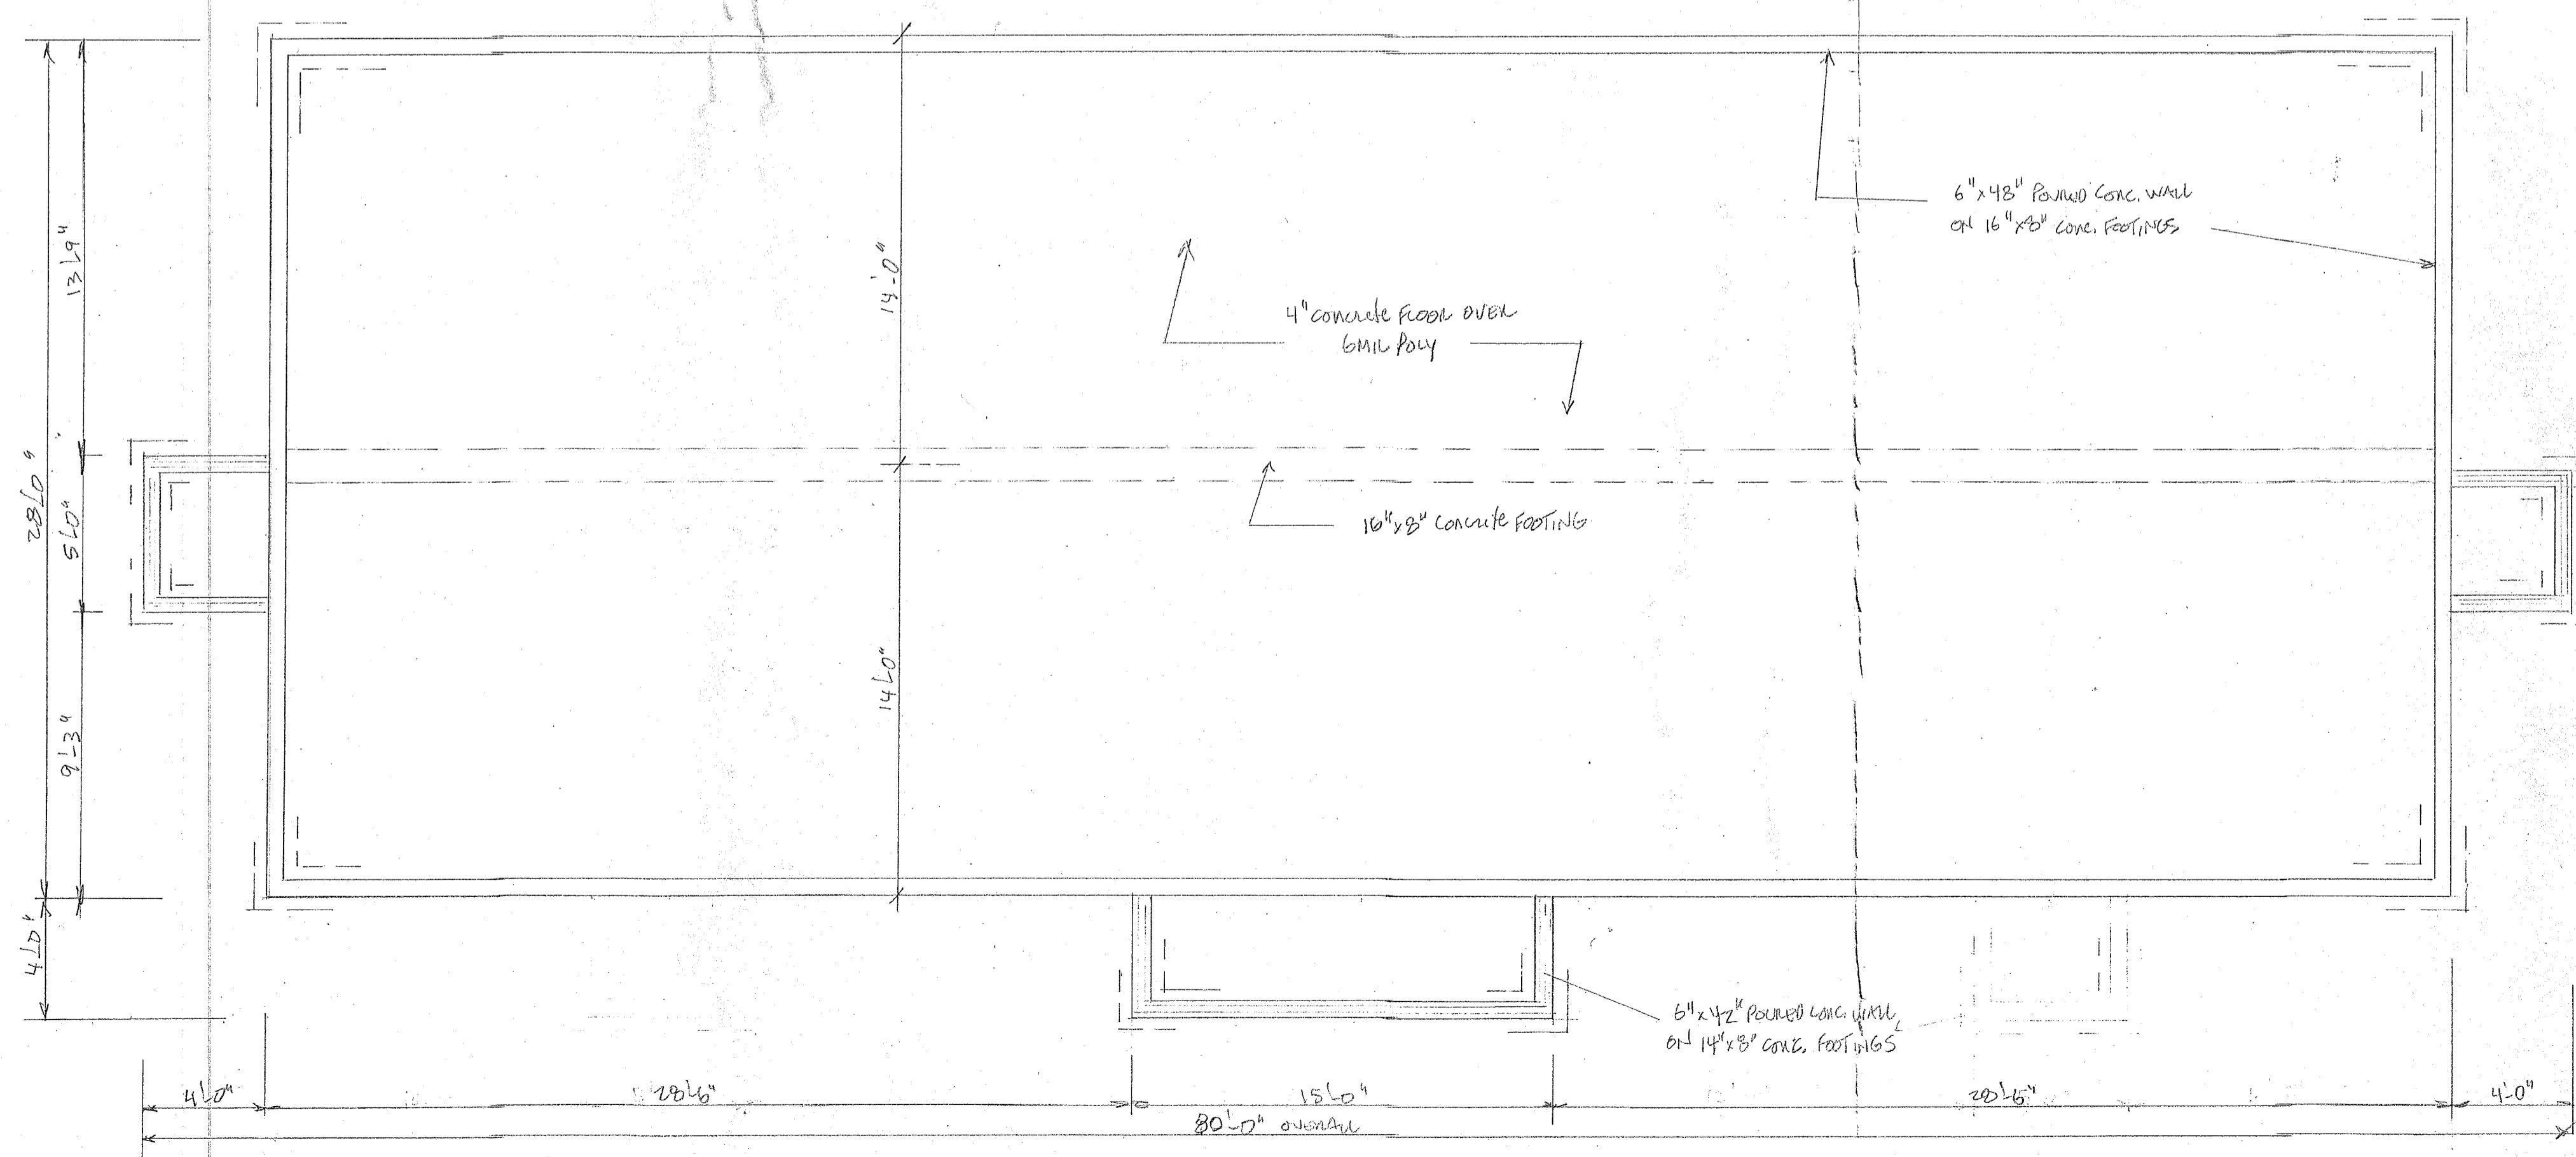 6"x48" POURED CONC. WALL
ON 16"x8" CONC. FOOTINGS
4" CONCRETE FLOOR OVER
6MIL POLY
16"x8" CONCRETE FOOTING
13'-9"
14'-0"
28'-0"
5'-0"
14'-0"
9'-3"
4'-0"
6"x42" POURED CONC. WALL
ON 14"x8" CONC. FOOTINGS
4'-0"
28'-6"
15'-0"
28'-6"
4'-0"
80'-0" OVERALL